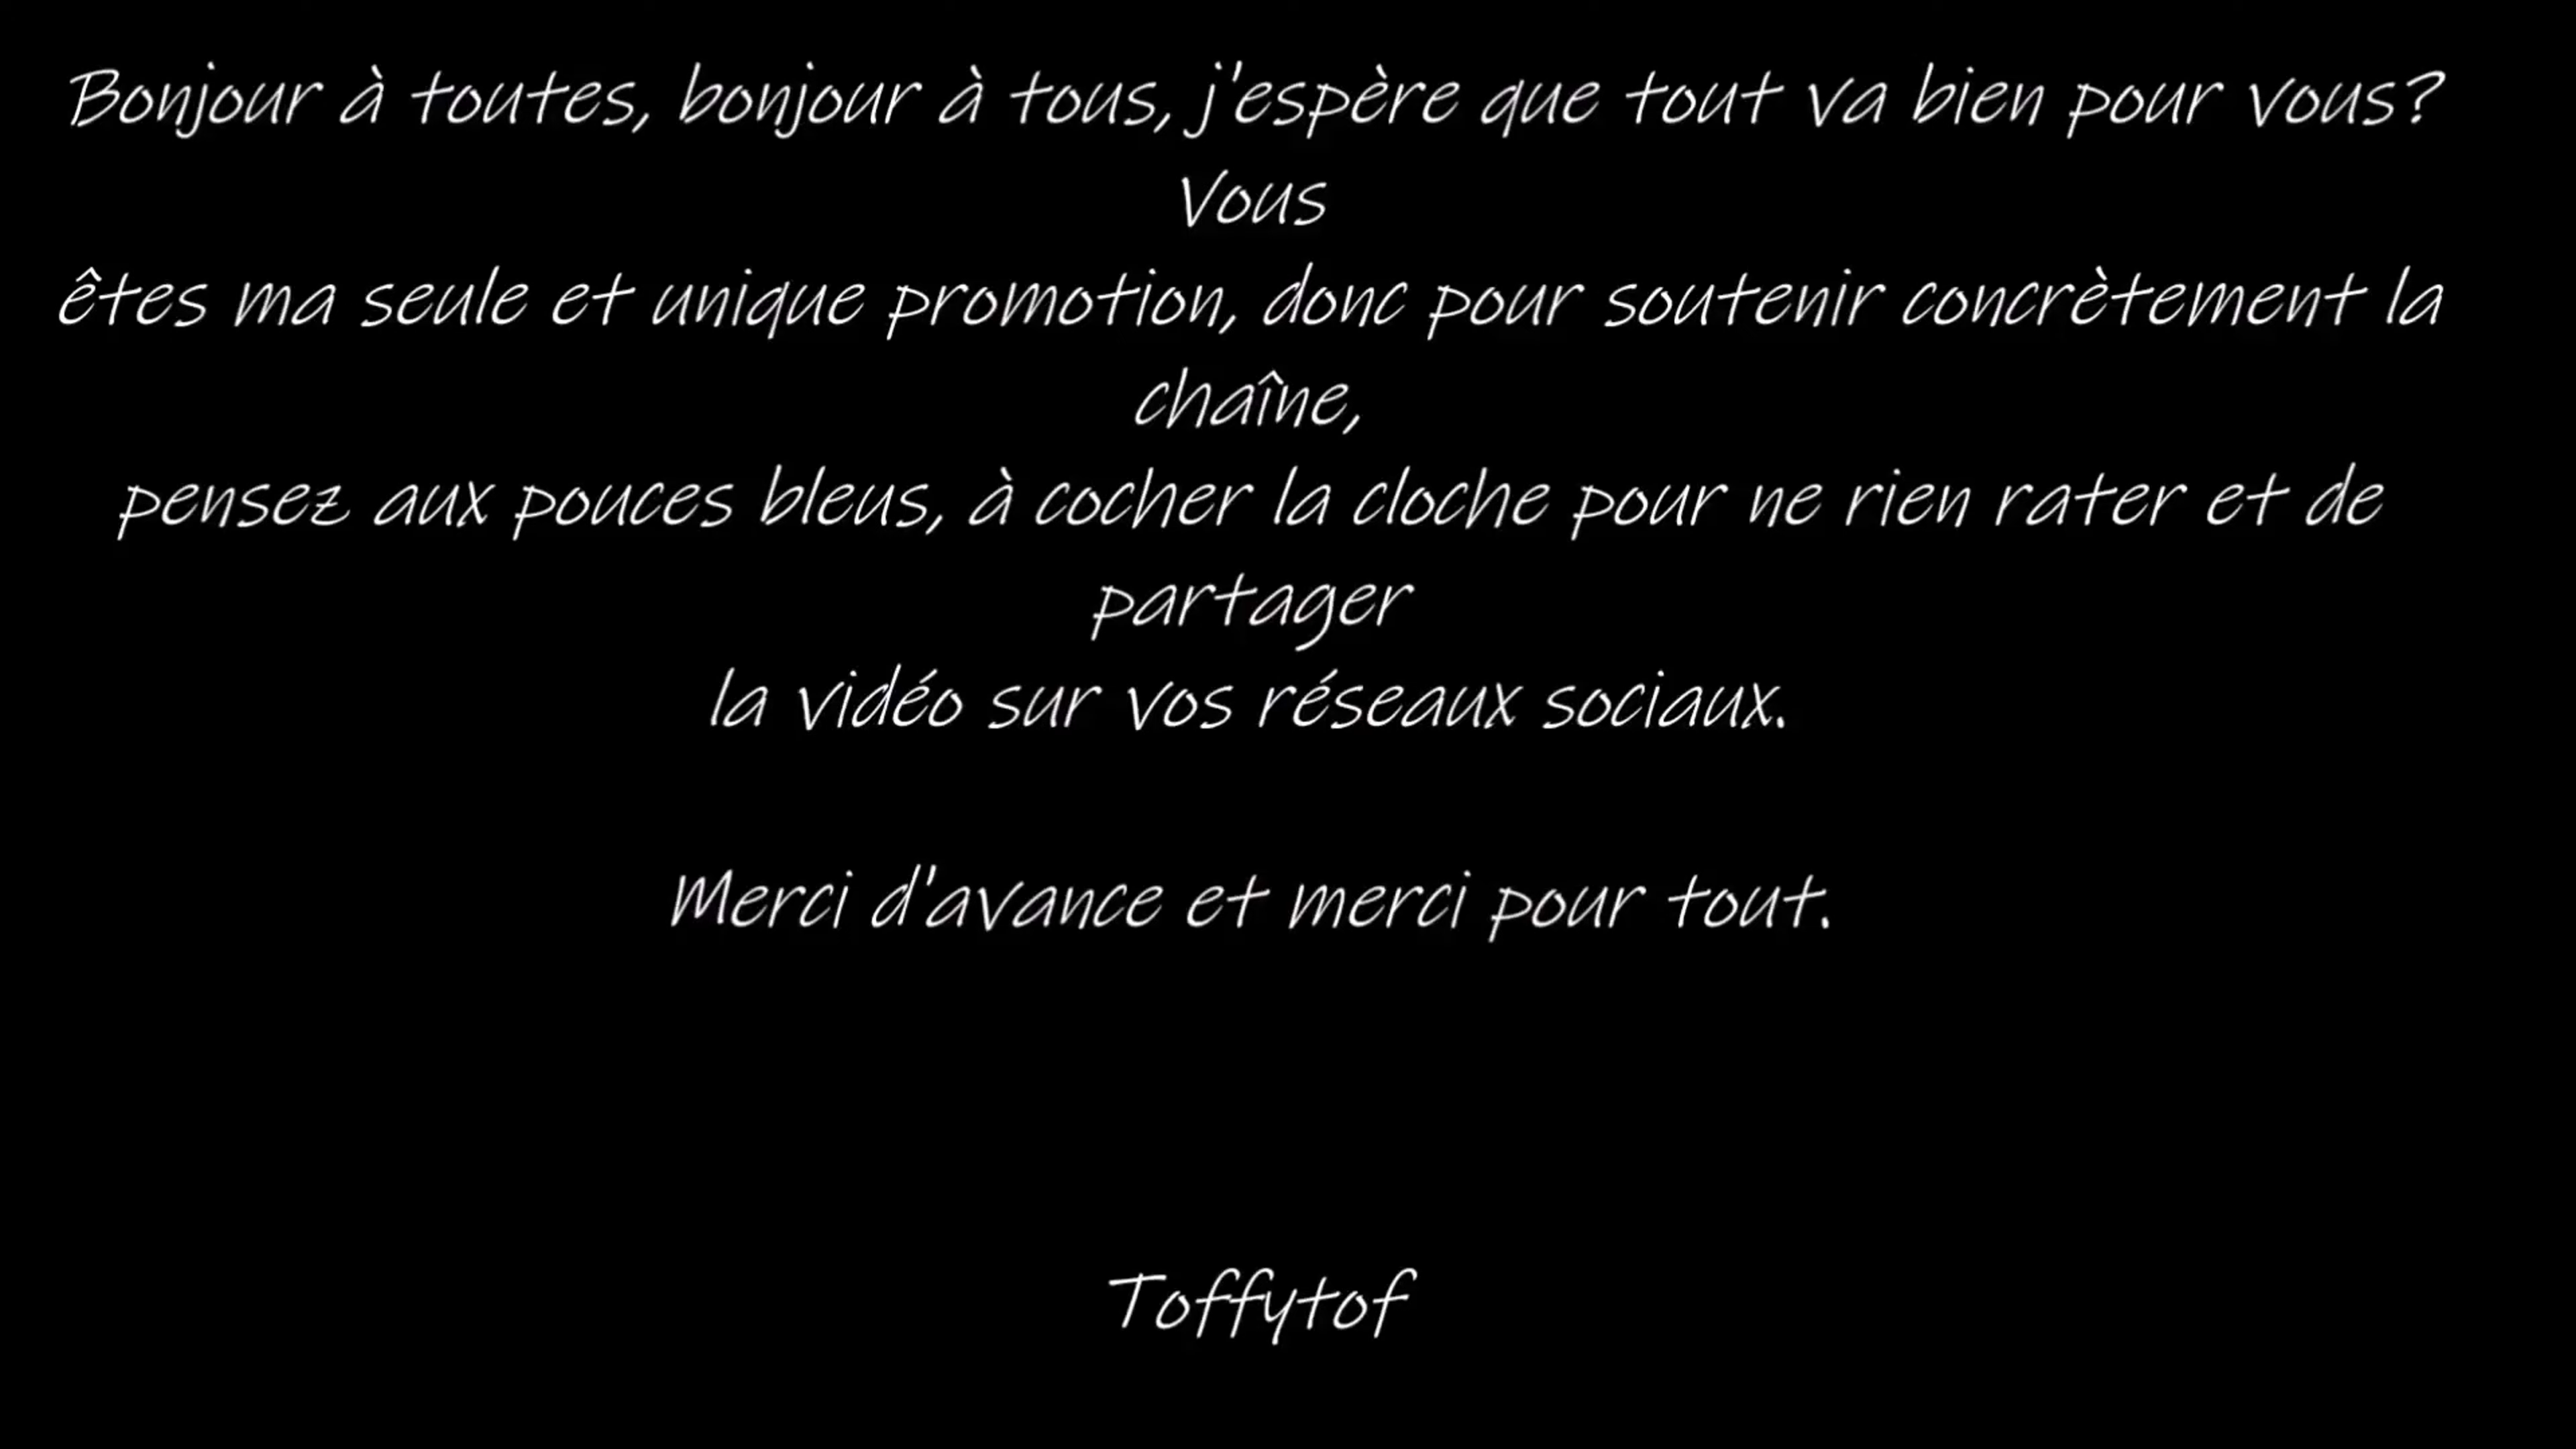 Bonjour à toutes, bonjour à tous, j'espère que tout va bien pour vous?
Vous
êtes ma seule et unique promotion, donc pour soutenir concrètement la
chaîne,
pensez aux pouces bleus, à cocher la cloche pour ne rien rater et de
partager
la vidéo sur vos réseaux sociaux.
Merci d'avance et merci pour tout.
Toffytof